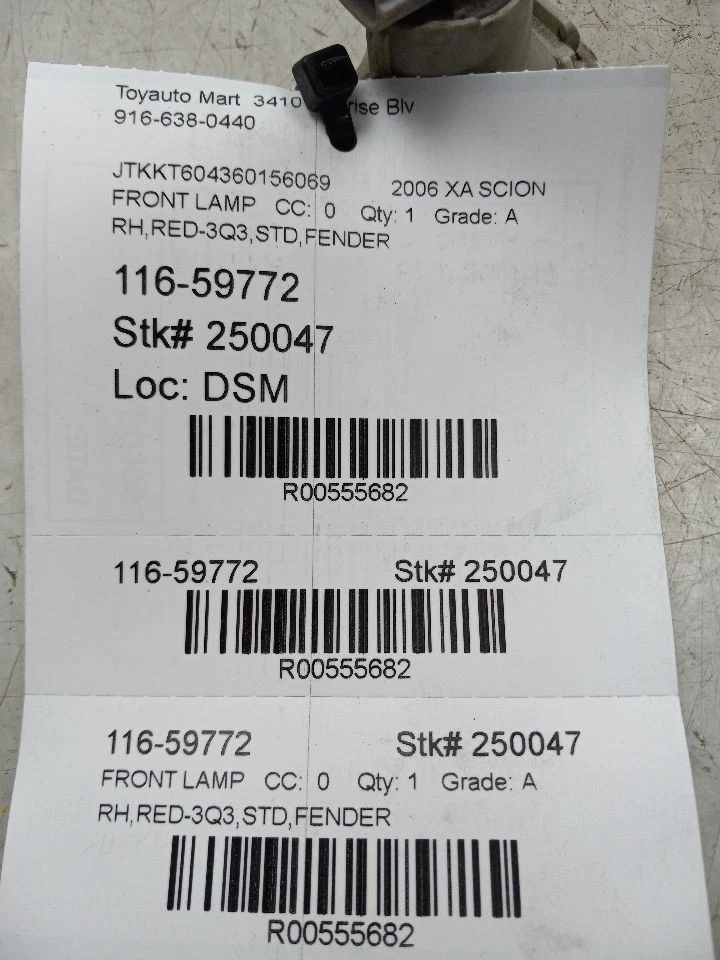 Toyauto Mart 3410 rise Blv
916-638-0440
JTKKT604360156069 2006 XA SCION
FRONT LAMP CC: 0 Qty: 1 Grade: A
RH,RED-3Q3,STD,FENDER
116-59772
Stk# 250047
Loc: DSM
R00555682
116-59772 Stk# 250047
R00555682
116-59772 Stk# 250047
FRONT LAMP CC: 0 Qty: 1 Grade: A
RH,RED-3Q3,STD,FENDER
R00555682